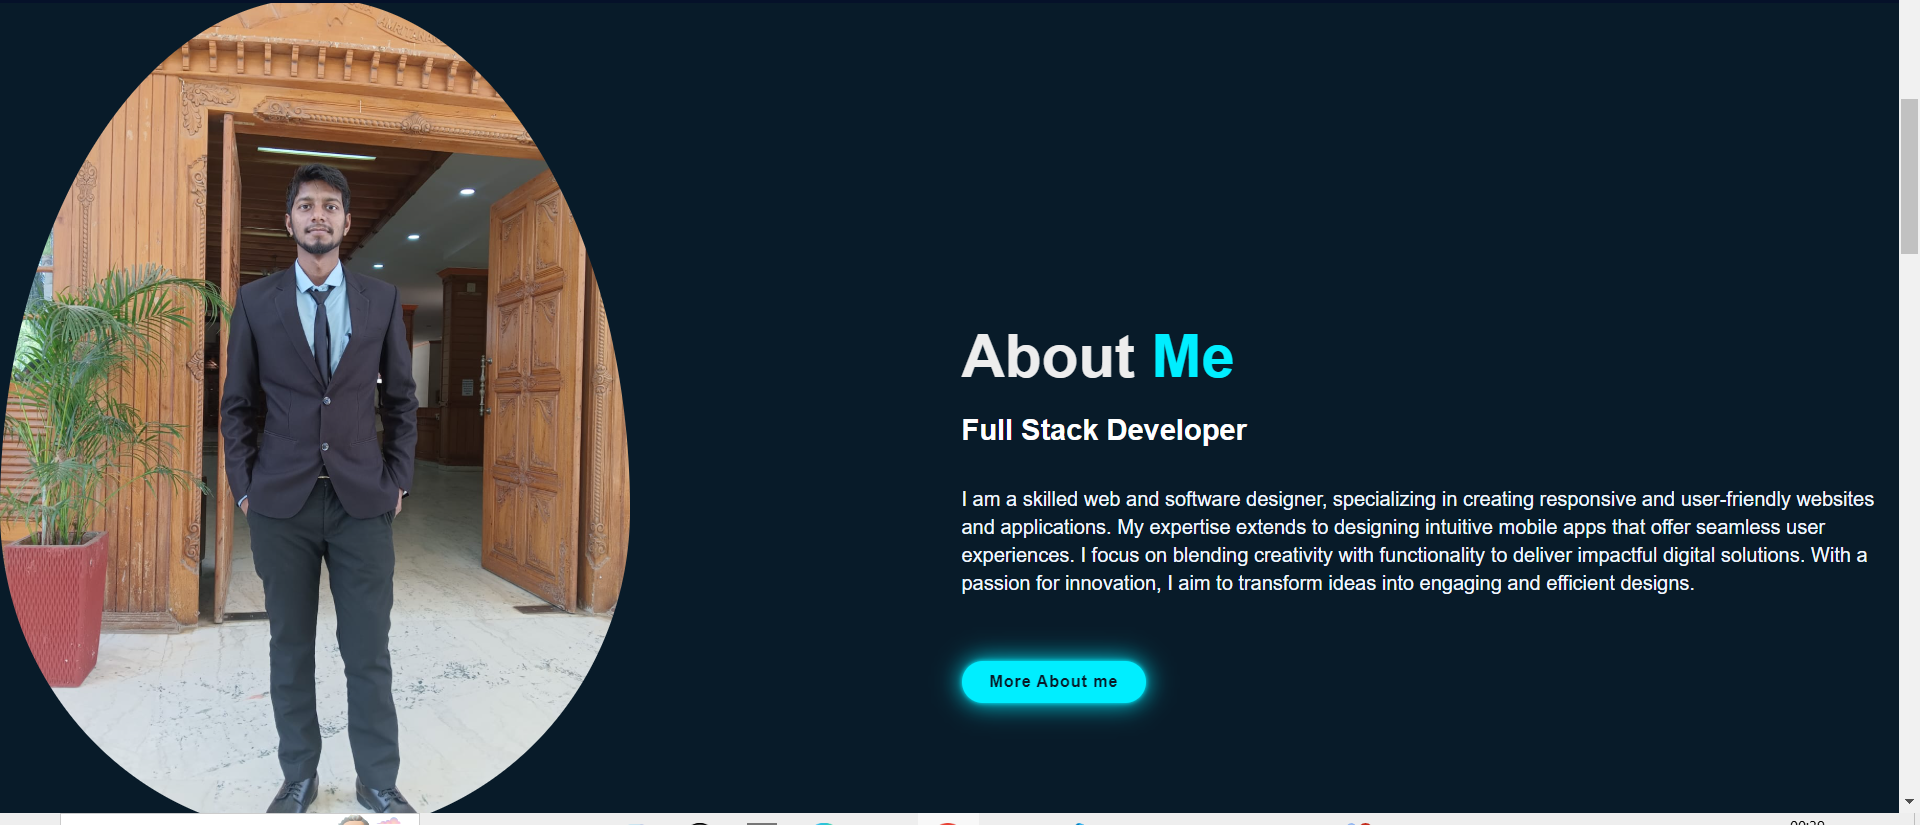 About Me
Full Stack Developer
I am a skilled web and software designer, specializing in creating responsive and user-friendly websites
and applications. My expertise extends to designing intuitive mobile apps that offer seamless user
experiences. I focus on blending creativity with functionality to deliver impactful digital solutions. With a
passion for innovation, I aim to transform ideas into engaging and efficient designs.
More About me